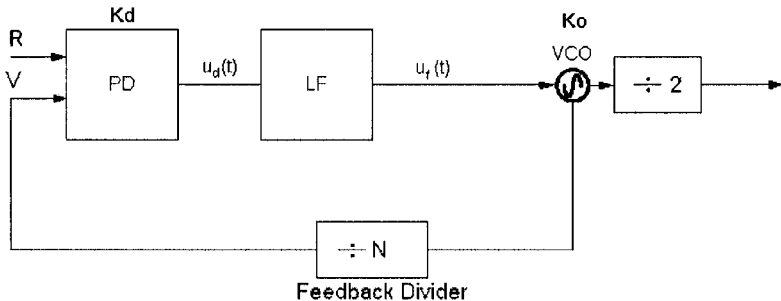 Kd
R
V
PD
u_d(t)
LF
u_f(t)
Ko
VCO
÷ 2
÷ N
Feedback Divider